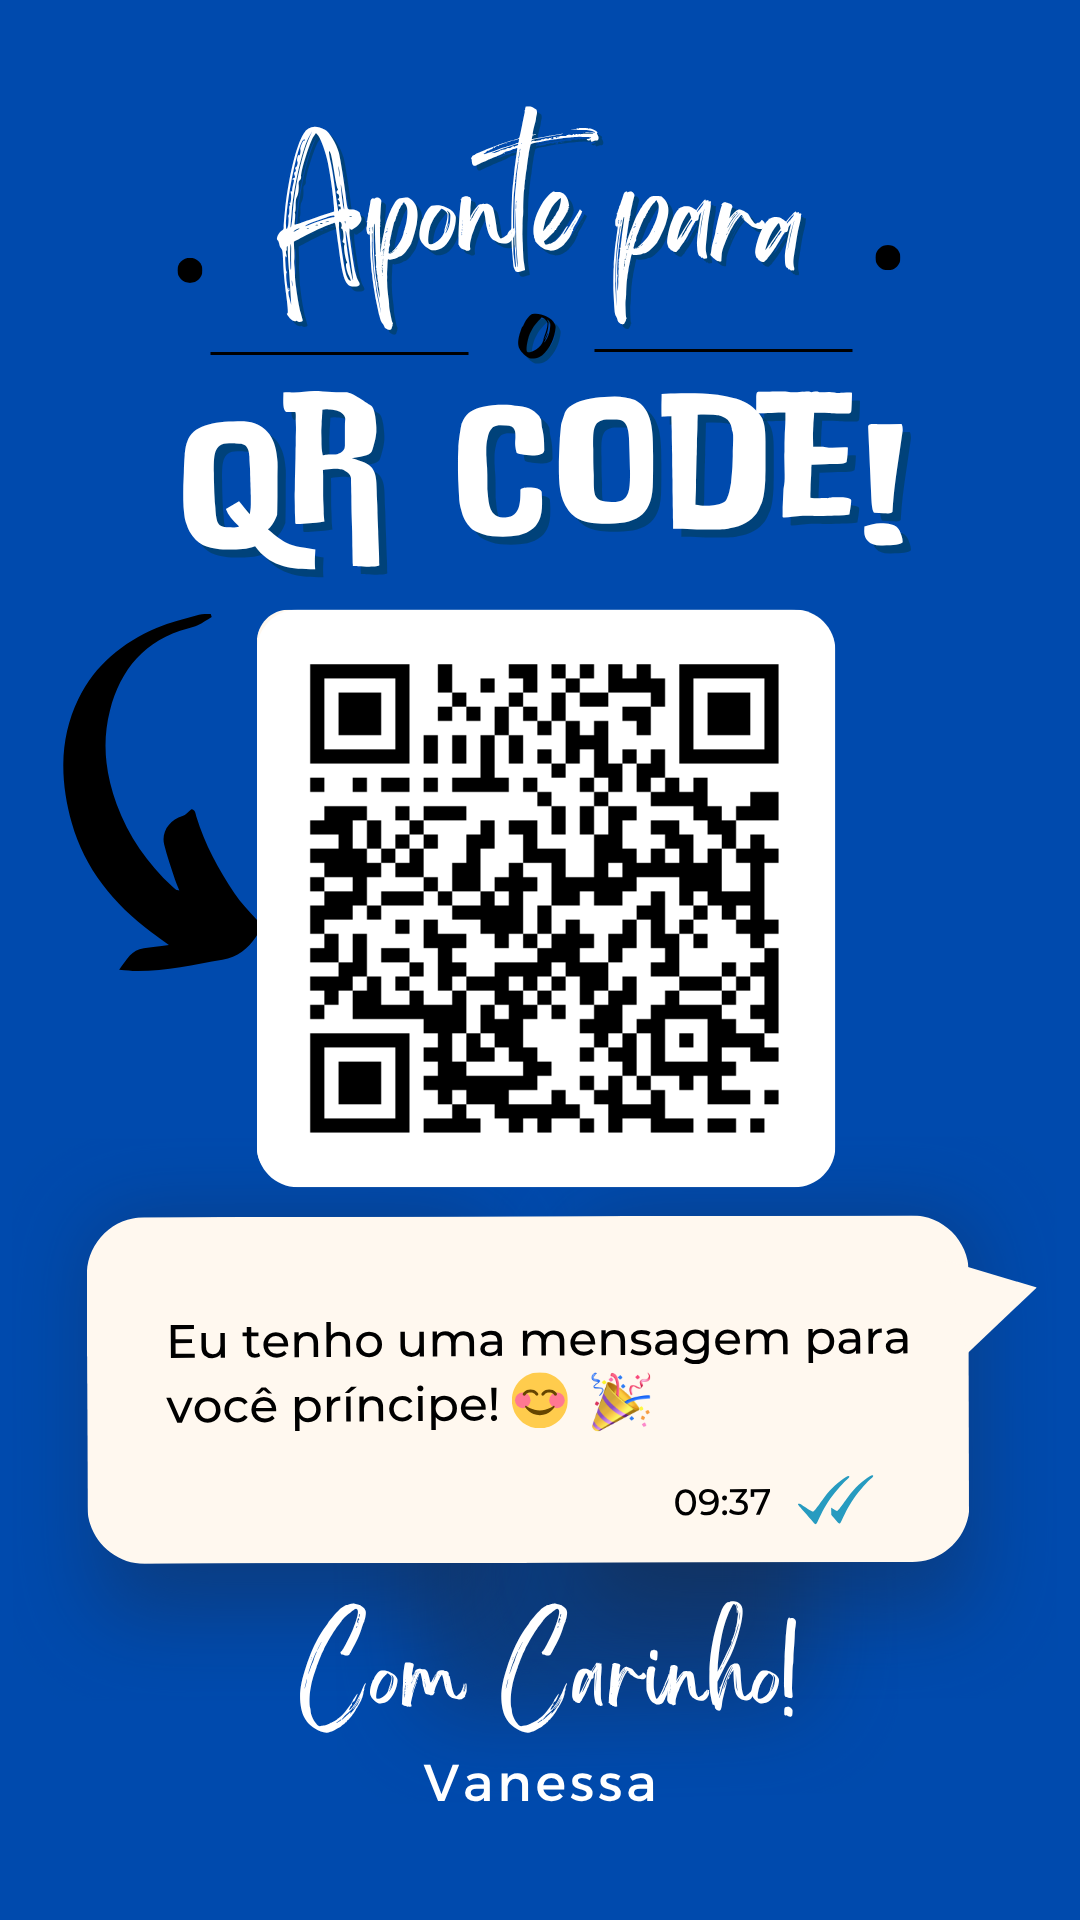 Aponte para
o
QR CODE!
Eu tenho uma mensagem para
você príncipe! 😊 🎉
09:37
Com Carinho!
Vanessa